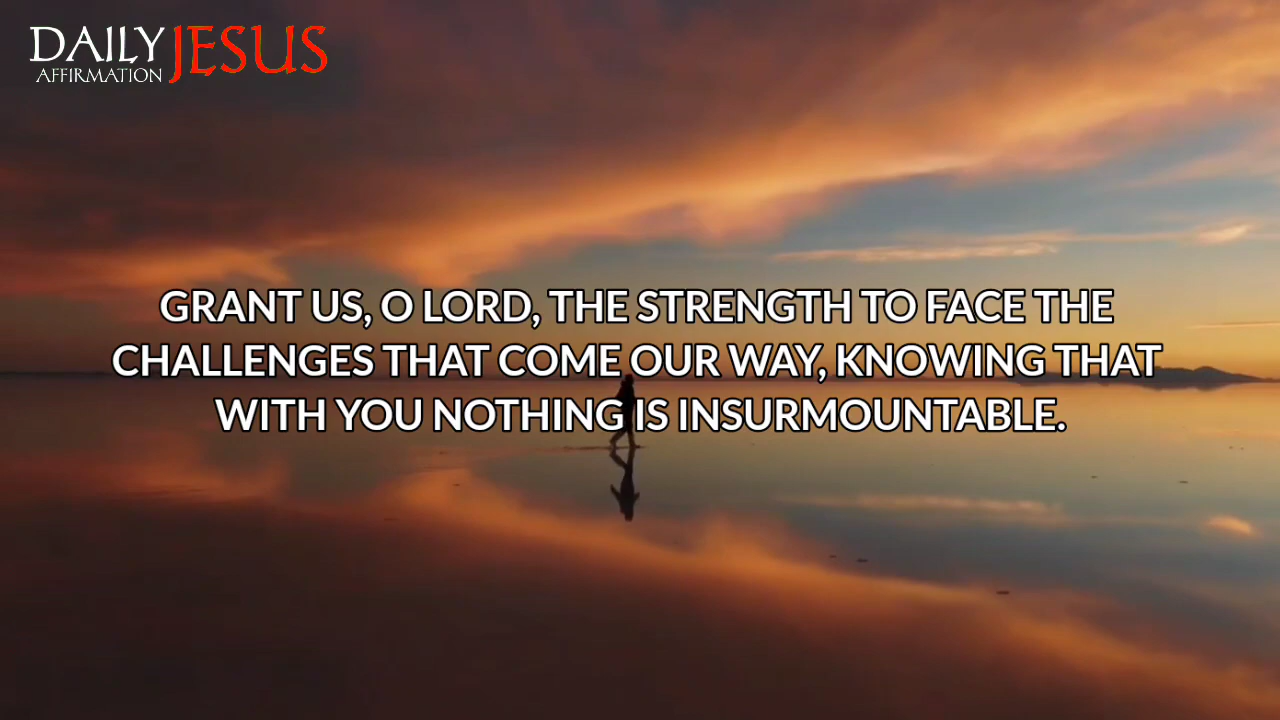 DAILY JESUS
AFFIRMATION
GRANT US, O LORD, THE STRENGTH TO FACE THE
CHALLENGES THAT COME OUR WAY, KNOWING THAT
WITH YOU NOTHING IS INSURMOUNTABLE.